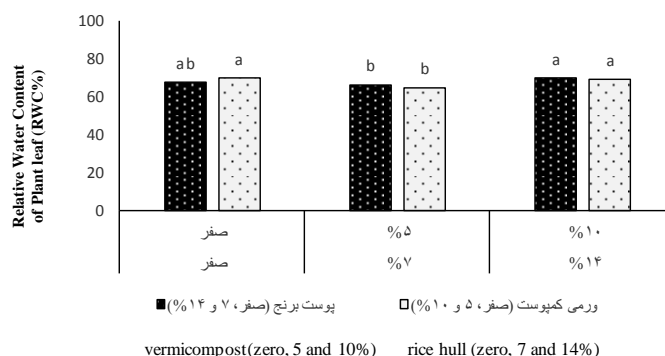 Relative Water Content
of Plant leaf (RWC%)
100
80
60
40
20
0
ab
a
b
b
a
a
صفر
%۵
%۱۰
صفر
%۷
%۱۴
پوست برنج (صفر، ۷ و ۱۴%)
ورمی کمپوست (صفر، ۵ و ۱۰%)
vermicompost(zero, 5 and 10%) rice hull (zero, 7 and 14%)